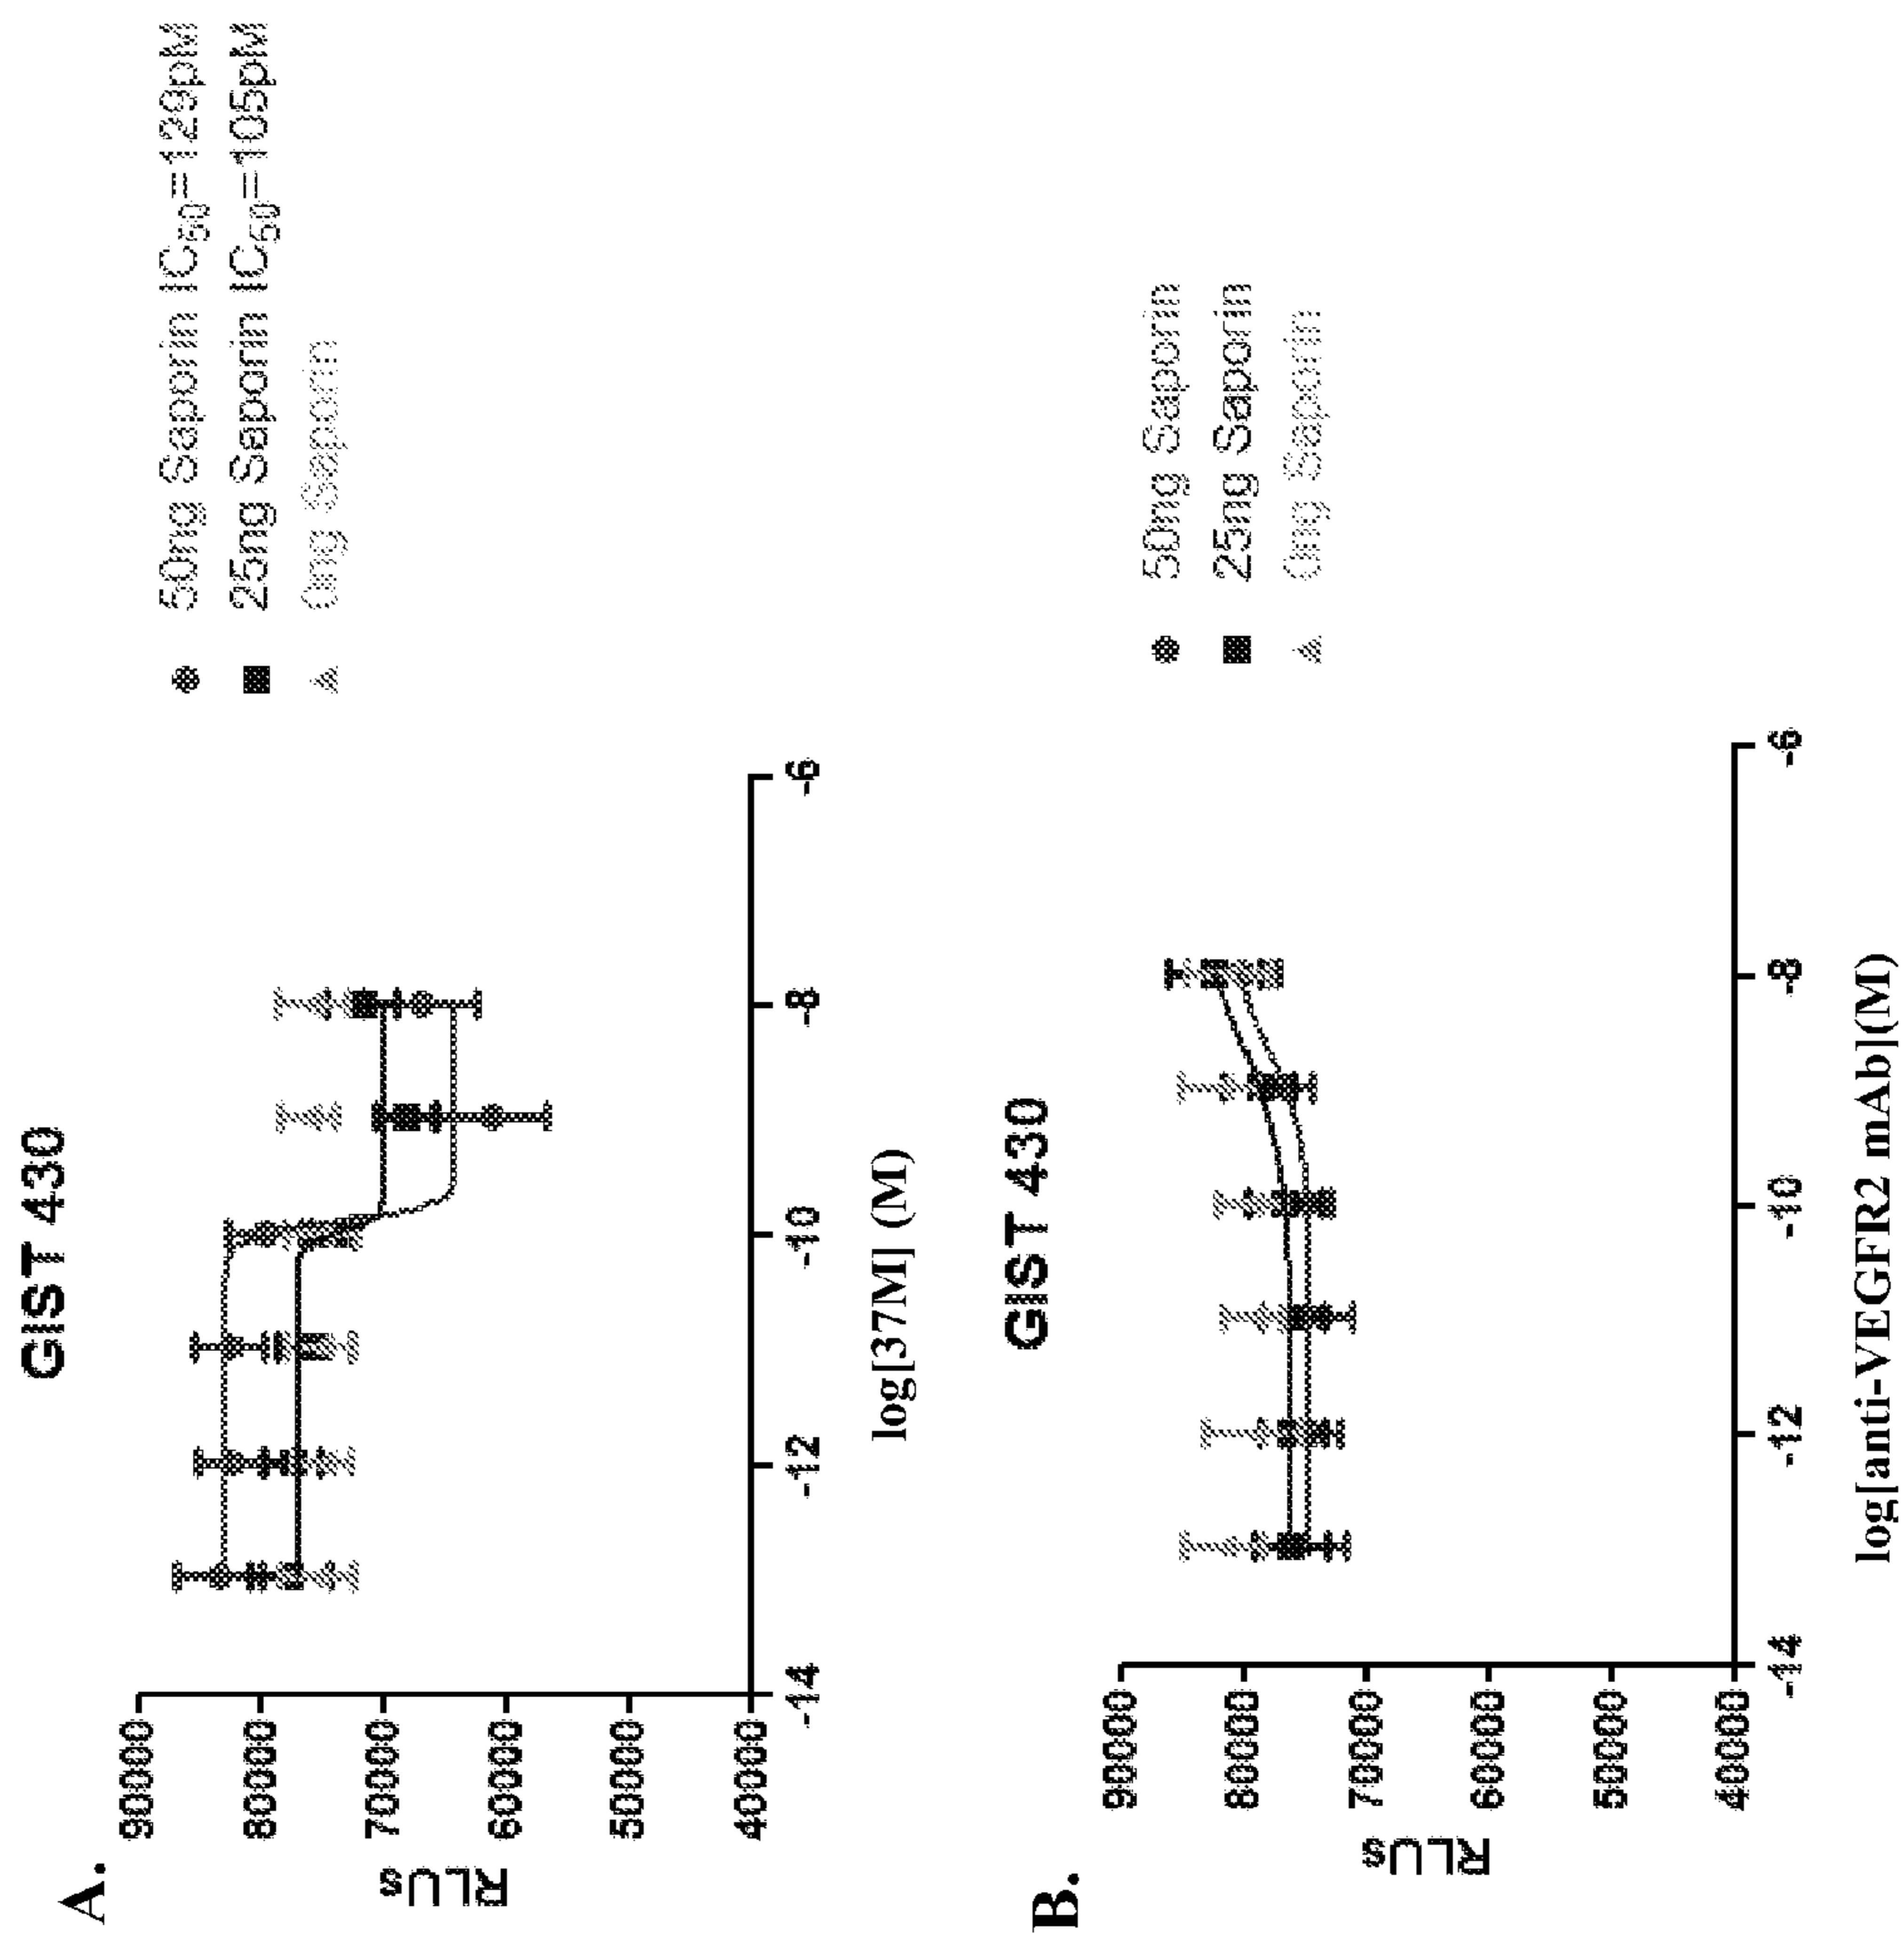 A.
GIST 430
90000
80000
70000
60000
50000
40000
RLUs
-14
-12
-10
-8
-6
log[37M] (M)
50ng Saporin IC50=129pM
25ng Saporin IC50=105pM
0ng Saporin
B.
GIST 430
90000
80000
70000
60000
50000
40000
RLUs
-14
-12
-10
-8
-6
log[anti-VEGFR2 mAb](M)
50ng Saporin
25ng Saporin
0ng Saporin